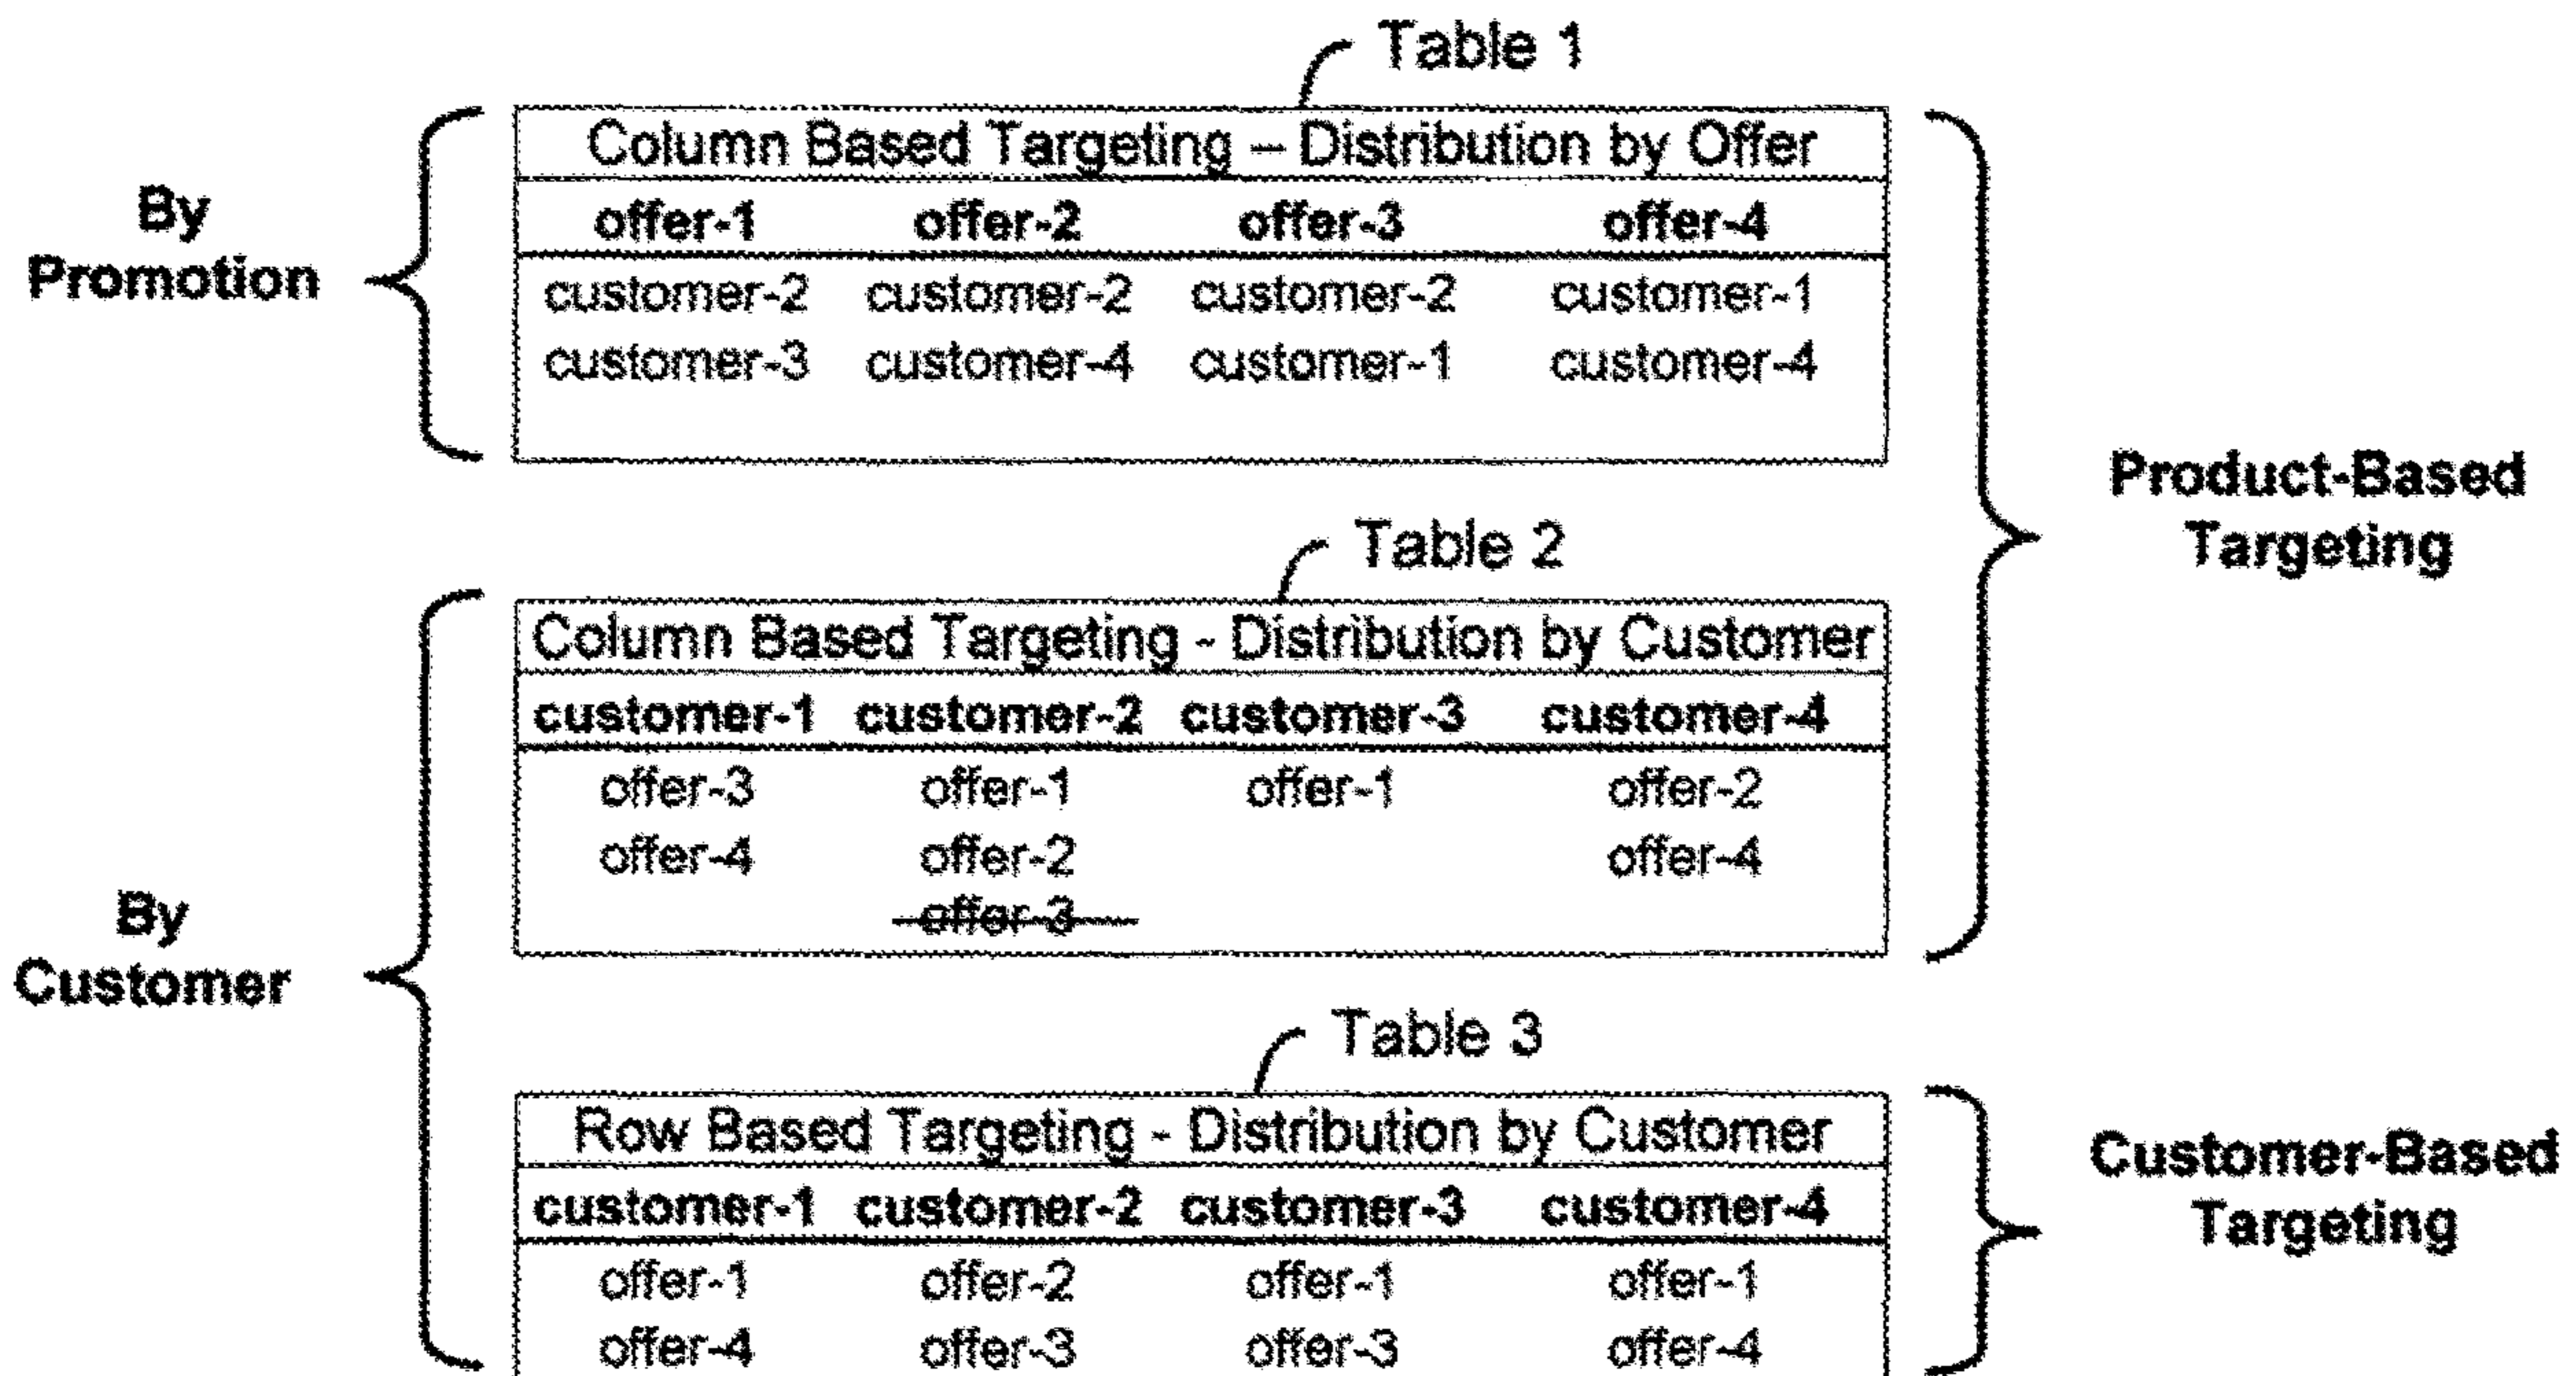 Table 1
Column Based Targeting – Distribution by Offer
By
Promotion
offer-1 offer-2 offer-3 offer-4
customer-2 customer-2 customer-2 customer-1
customer-3 customer-4 customer-1 customer-4
Product-Based
Targeting
Table 2
Column Based Targeting - Distribution by Customer
customer-1 customer-2 customer-3 customer-4
offer-3 offer-1 offer-1 offer-2
offer-4 offer-2 offer-4
offer-3
By
Customer
Table 3
Row Based Targeting - Distribution by Customer
customer-1 customer-2 customer-3 customer-4
offer-1 offer-2 offer-1 offer-1
offer-4 offer-3 offer-3 offer-4
Customer-Based
Targeting